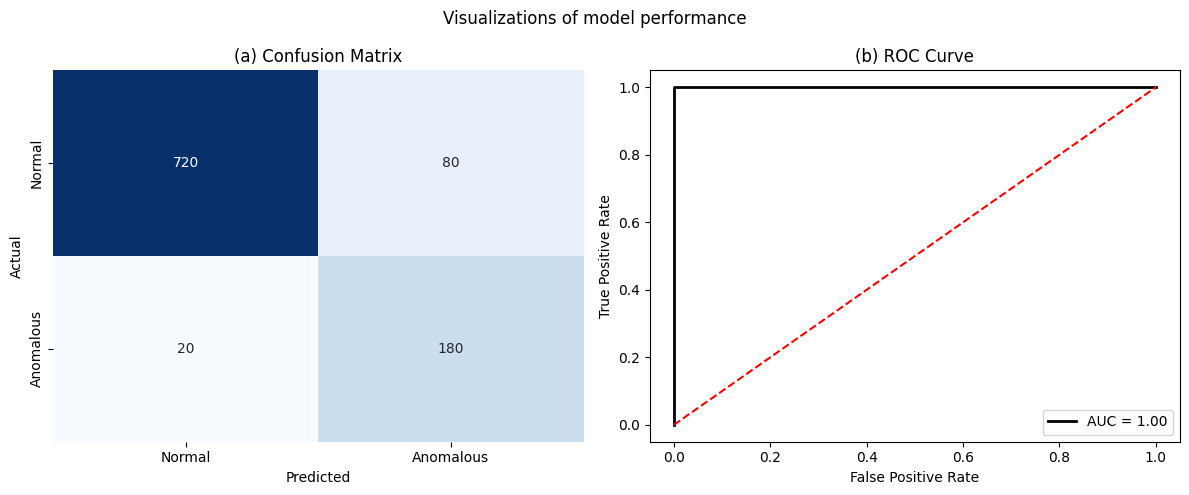 Visualizations of model performance
(a) Confusion Matrix
Normal
Anomalous
Actual
720
80
20
180
Normal
Anomalous
Predicted
(b) ROC Curve
True Positive Rate
1.0
0.8
0.6
0.4
0.2
0.0
0.0
0.2
0.4
0.6
0.8
1.0
False Positive Rate
AUC = 1.00